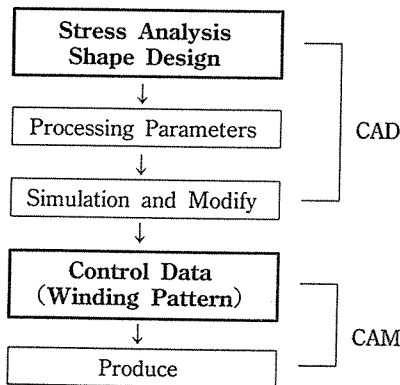 Stress Analysis
Shape Design
Processing Parameters
CAD
Simulation and Modify
Control Data
(Winding Pattern)
CAM
Produce